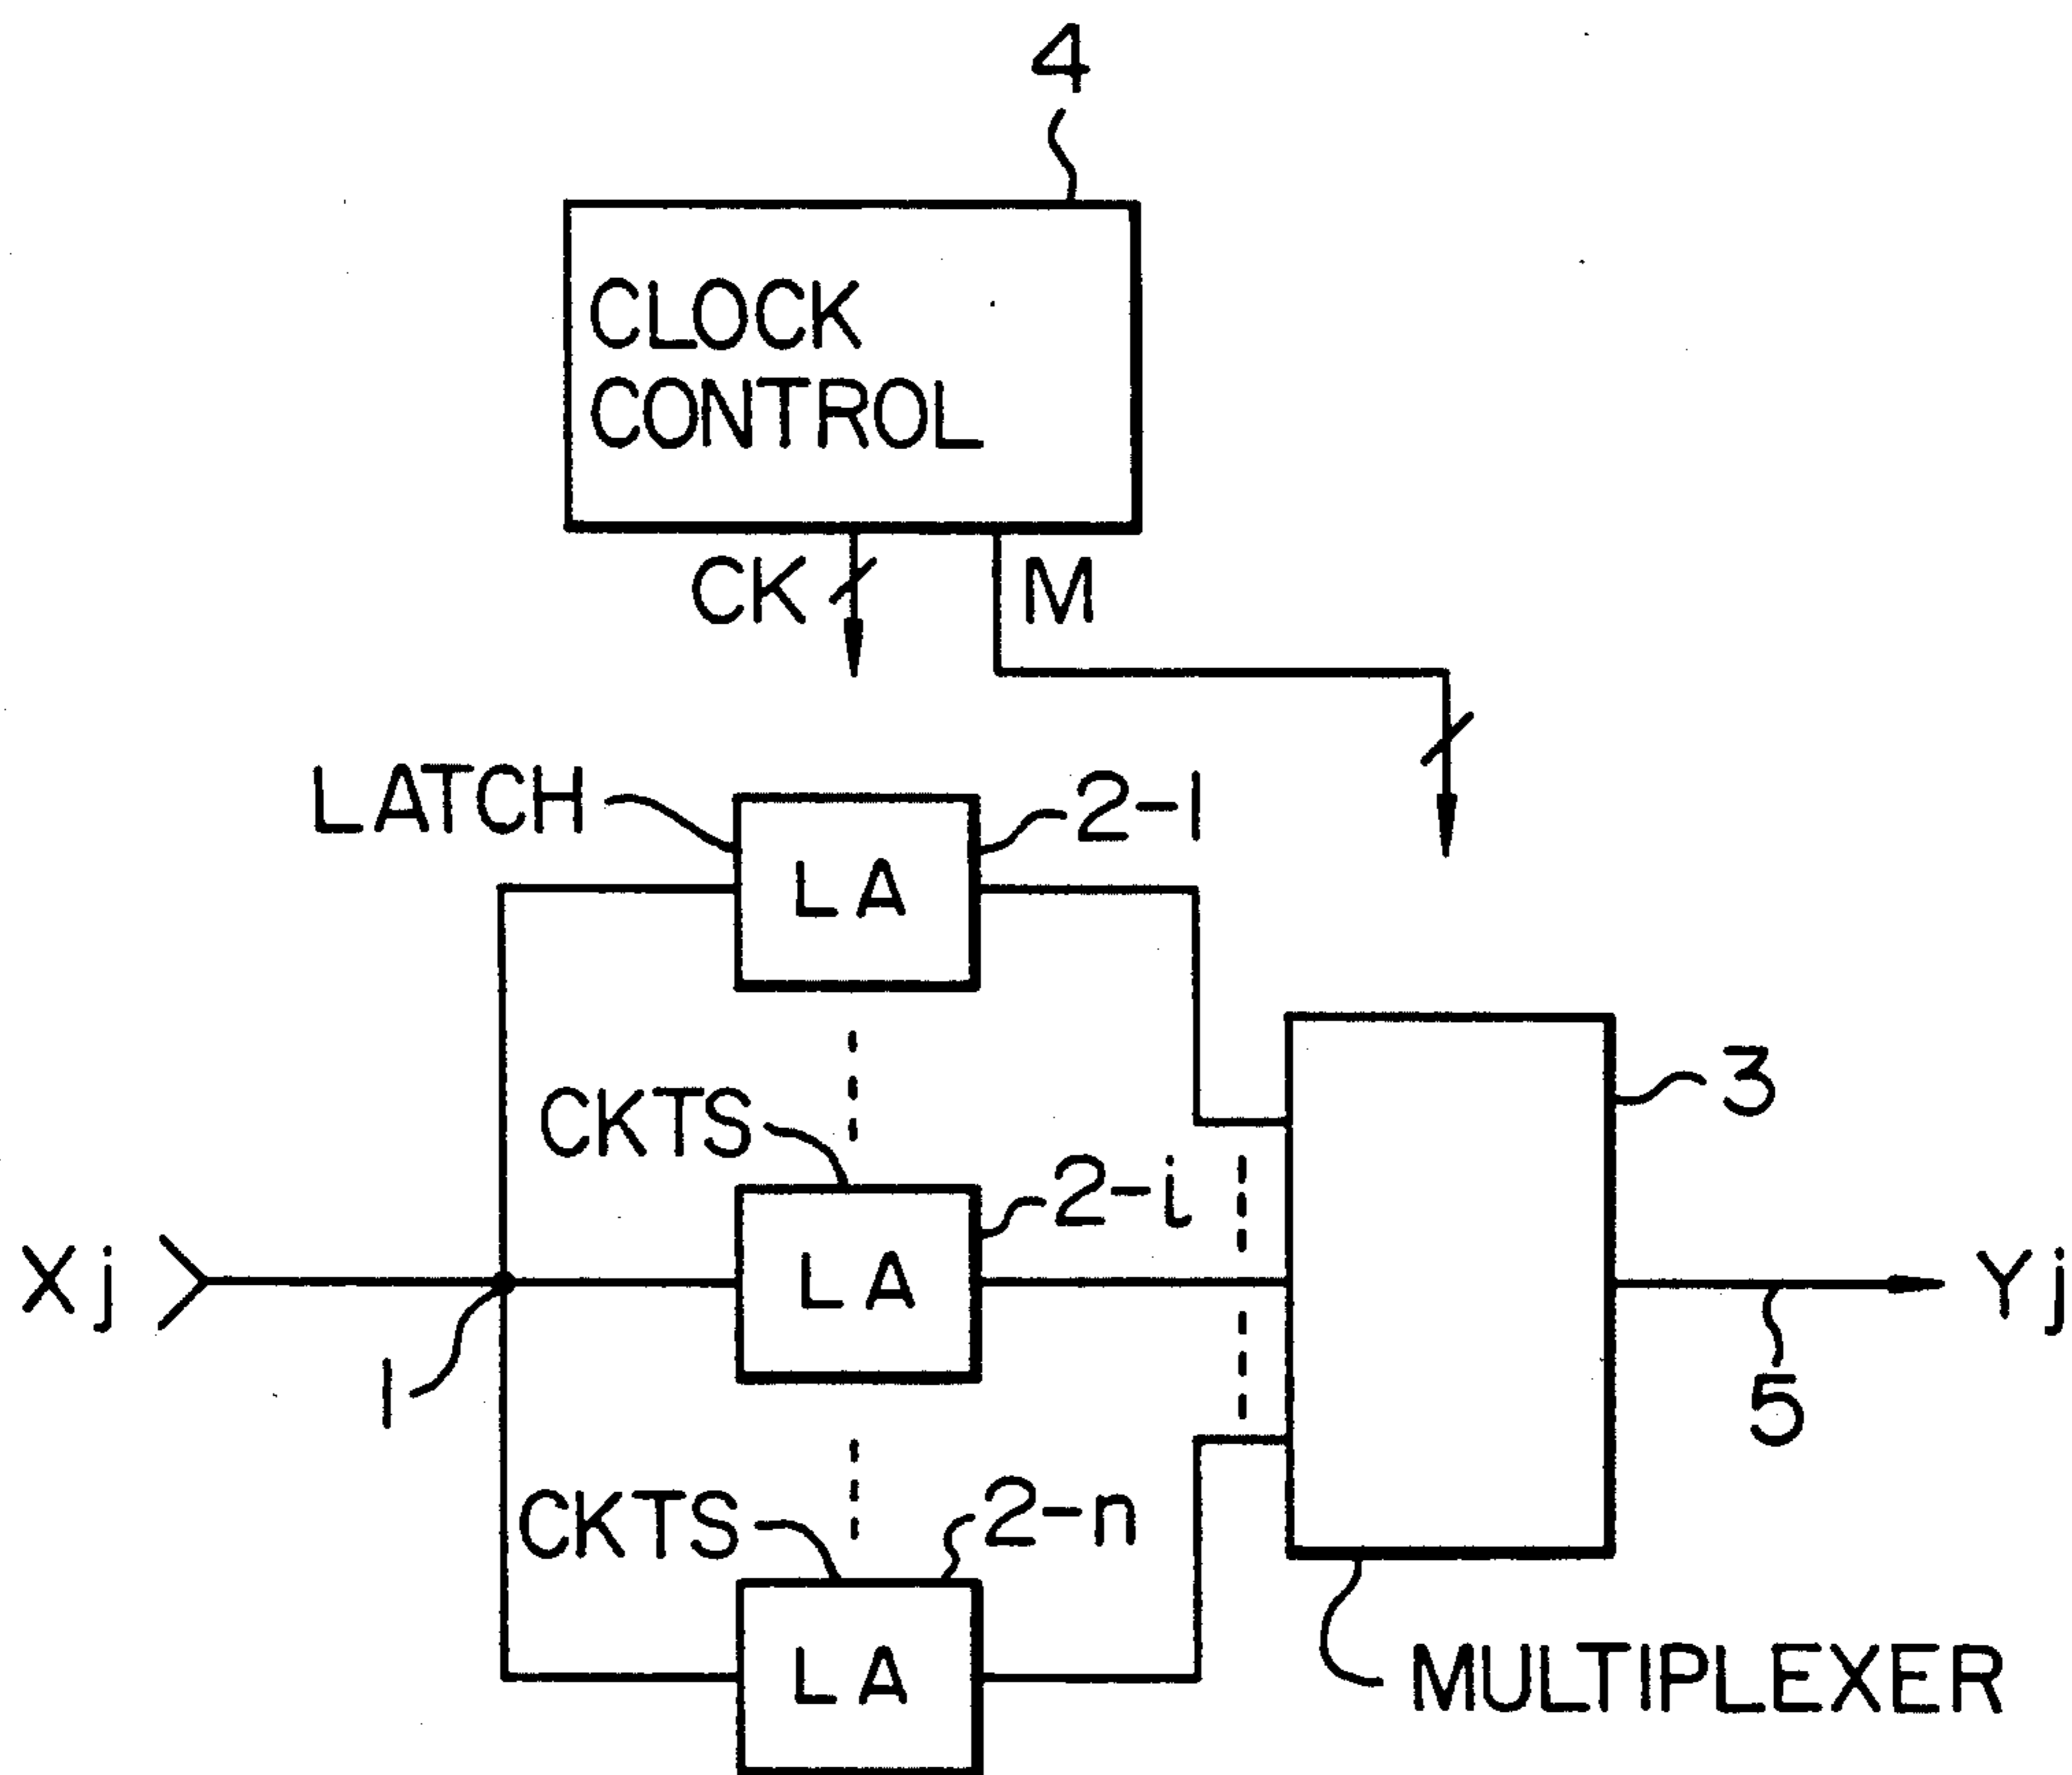 4
CLOCK
CONTROL
CK
M
LATCH
2-1
LA
CKTS
2-i
3
Xj
LA
Yj
1
5
CKTS
2-n
LA
MULTIPLEXER